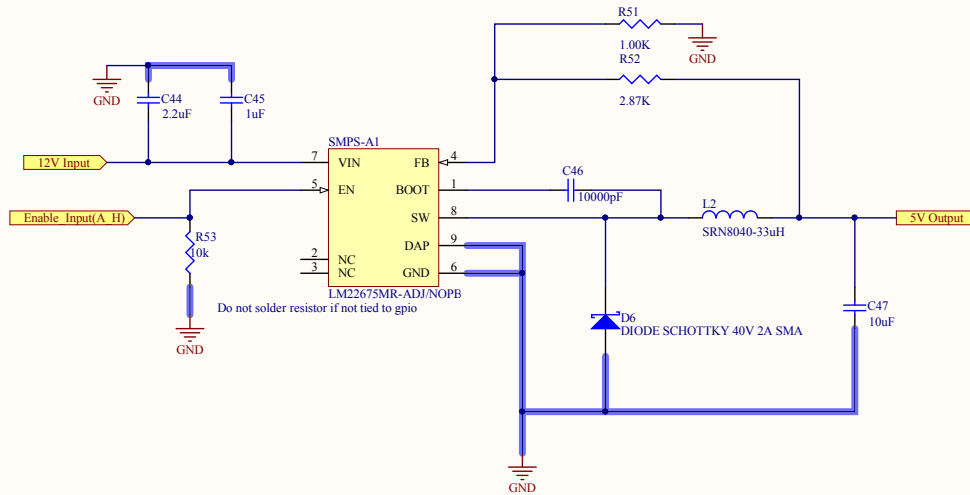 R51
1.00K
GND
R52
2.87K
GND
C44
2.2uF
C45
1uF
SMPS-A1
12V Input
7
VIN
FB
4
5
EN
BOOT
1
C46
10000pF
Enable_Input(A_H)
SW
8
L2
SRN8040-33uH
5V Output
R53
10k
DAP
9
2
NC
3
NC
GND
6
LM22675MR-ADJ/NOPB
Do not solder resistor if not tied to gpio
GND
D6
DIODE SCHOTTKY 40V 2A SMA
C47
10uF
GND